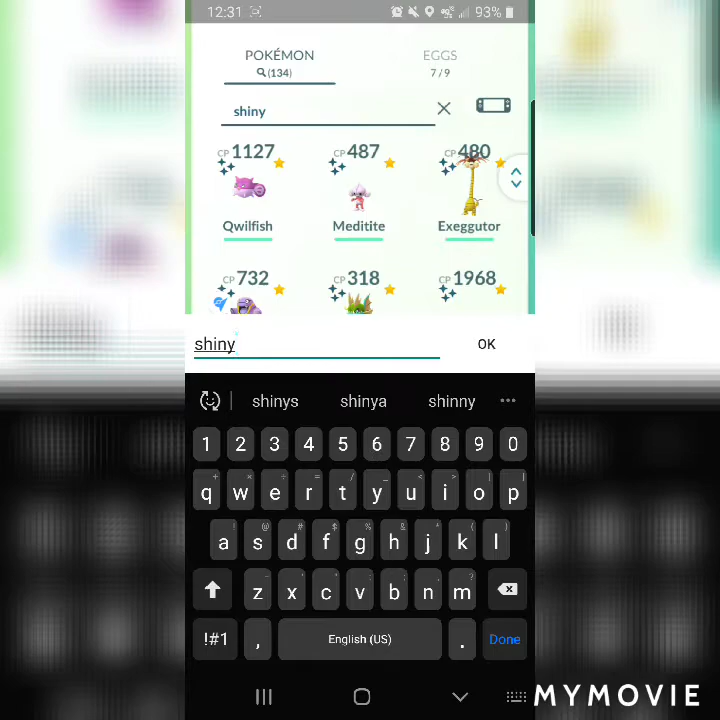 12:31 93%
POKÉMON EGGS
(134) 7/9
shiny
CP 1127 CP 487 CP 480
Qwilfish Meditite Exeggutor
CP 732 CP 318 CP 1968
shiny OK
shinys shinya shinny
1 2 3 4 5 6 7 8 9 0
q w e r t y u i o p
a s d f g h j k l
z x c v b n m
!#1 , English (US) . Done
MYMOVIE